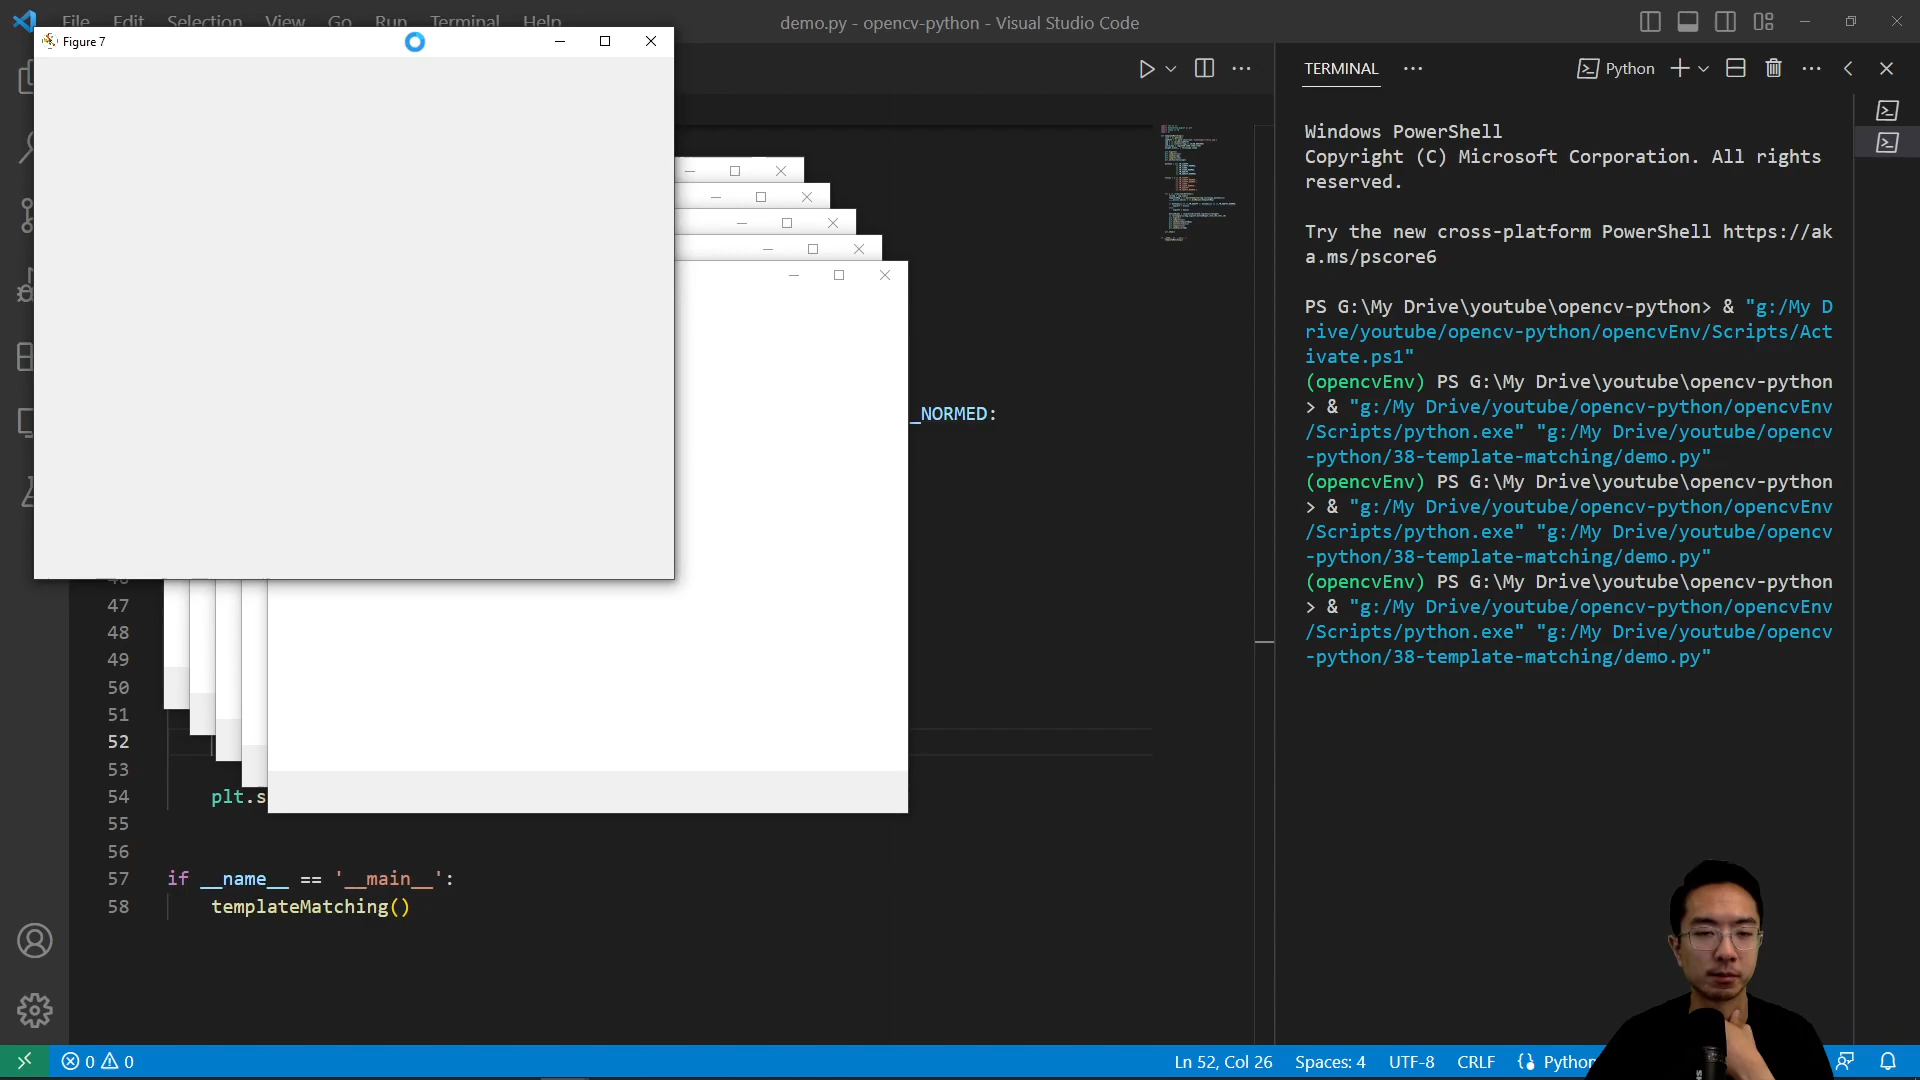 File Edit Selection View Go Run Terminal Help
demo.py - opencv-python - Visual Studio Code
Figure 7
TERMINAL
Python
Windows PowerShell
Copyright (C) Microsoft Corporation. All rights
reserved.
Try the new cross-platform PowerShell https://ak
a.ms/pscore6
PS G:\My Drive\youtube\opencv-python> & "g:/My D
rive/youtube/opencv-python/opencvEnv/Scripts/Act
ivate.ps1"
(opencvEnv) PS G:\My Drive\youtube\opencv-python
> & "g:/My Drive/youtube/opencv-python/opencvEnv
/Scripts/python.exe" "g:/My Drive/youtube/opencv
-python/38-template-matching/demo.py"
(opencvEnv) PS G:\My Drive\youtube\opencv-python
> & "g:/My Drive/youtube/opencv-python/opencvEnv
/Scripts/python.exe" "g:/My Drive/youtube/opencv
-python/38-template-matching/demo.py"
(opencvEnv) PS G:\My Drive\youtube\opencv-python
> & "g:/My Drive/youtube/opencv-python/opencvEnv
/Scripts/python.exe" "g:/My Drive/youtube/opencv
-python/38-template-matching/demo.py"
_NORMED:
47
48
49
50
51
52
53
54 plt.s
55
56
57 if __name__ == '__main__':
58 templateMatching()
0 0
Ln 52, Col 26 Spaces: 4 UTF-8 CRLF Python